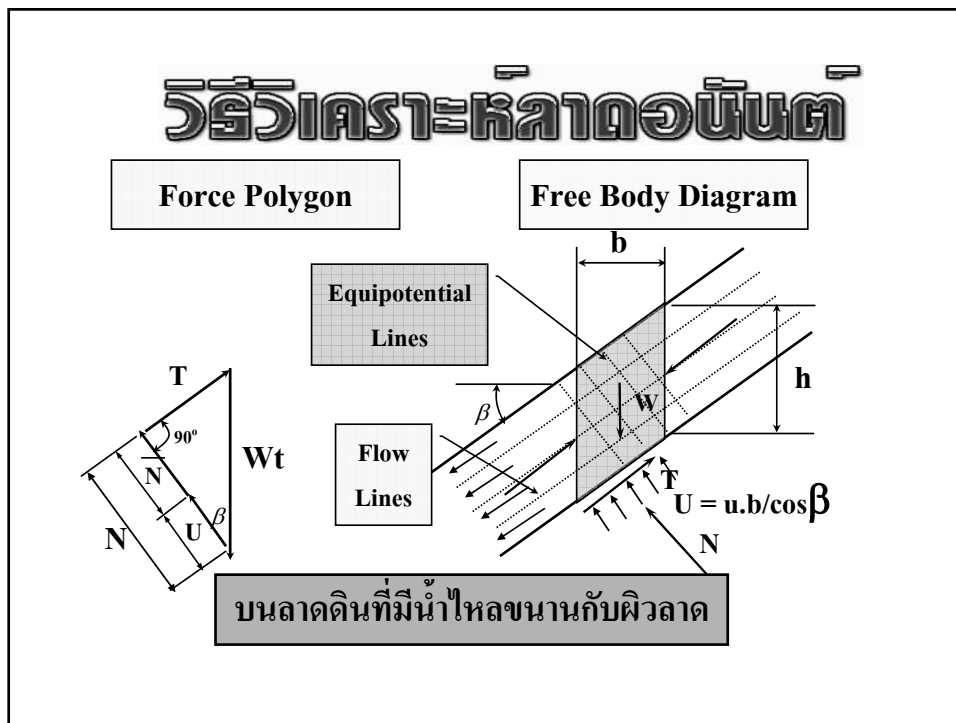 วิธีวิเคราะห์ลาดอนันต์
Force Polygon
Free Body Diagram
b
Equipotential
Lines
h
T
β
W
90º
Wt
N
Flow
Lines
T
U = u.b/cosβ
β
U
N
N
บนลาดดินที่มีน้ำไหลขนานกับผิวลาด